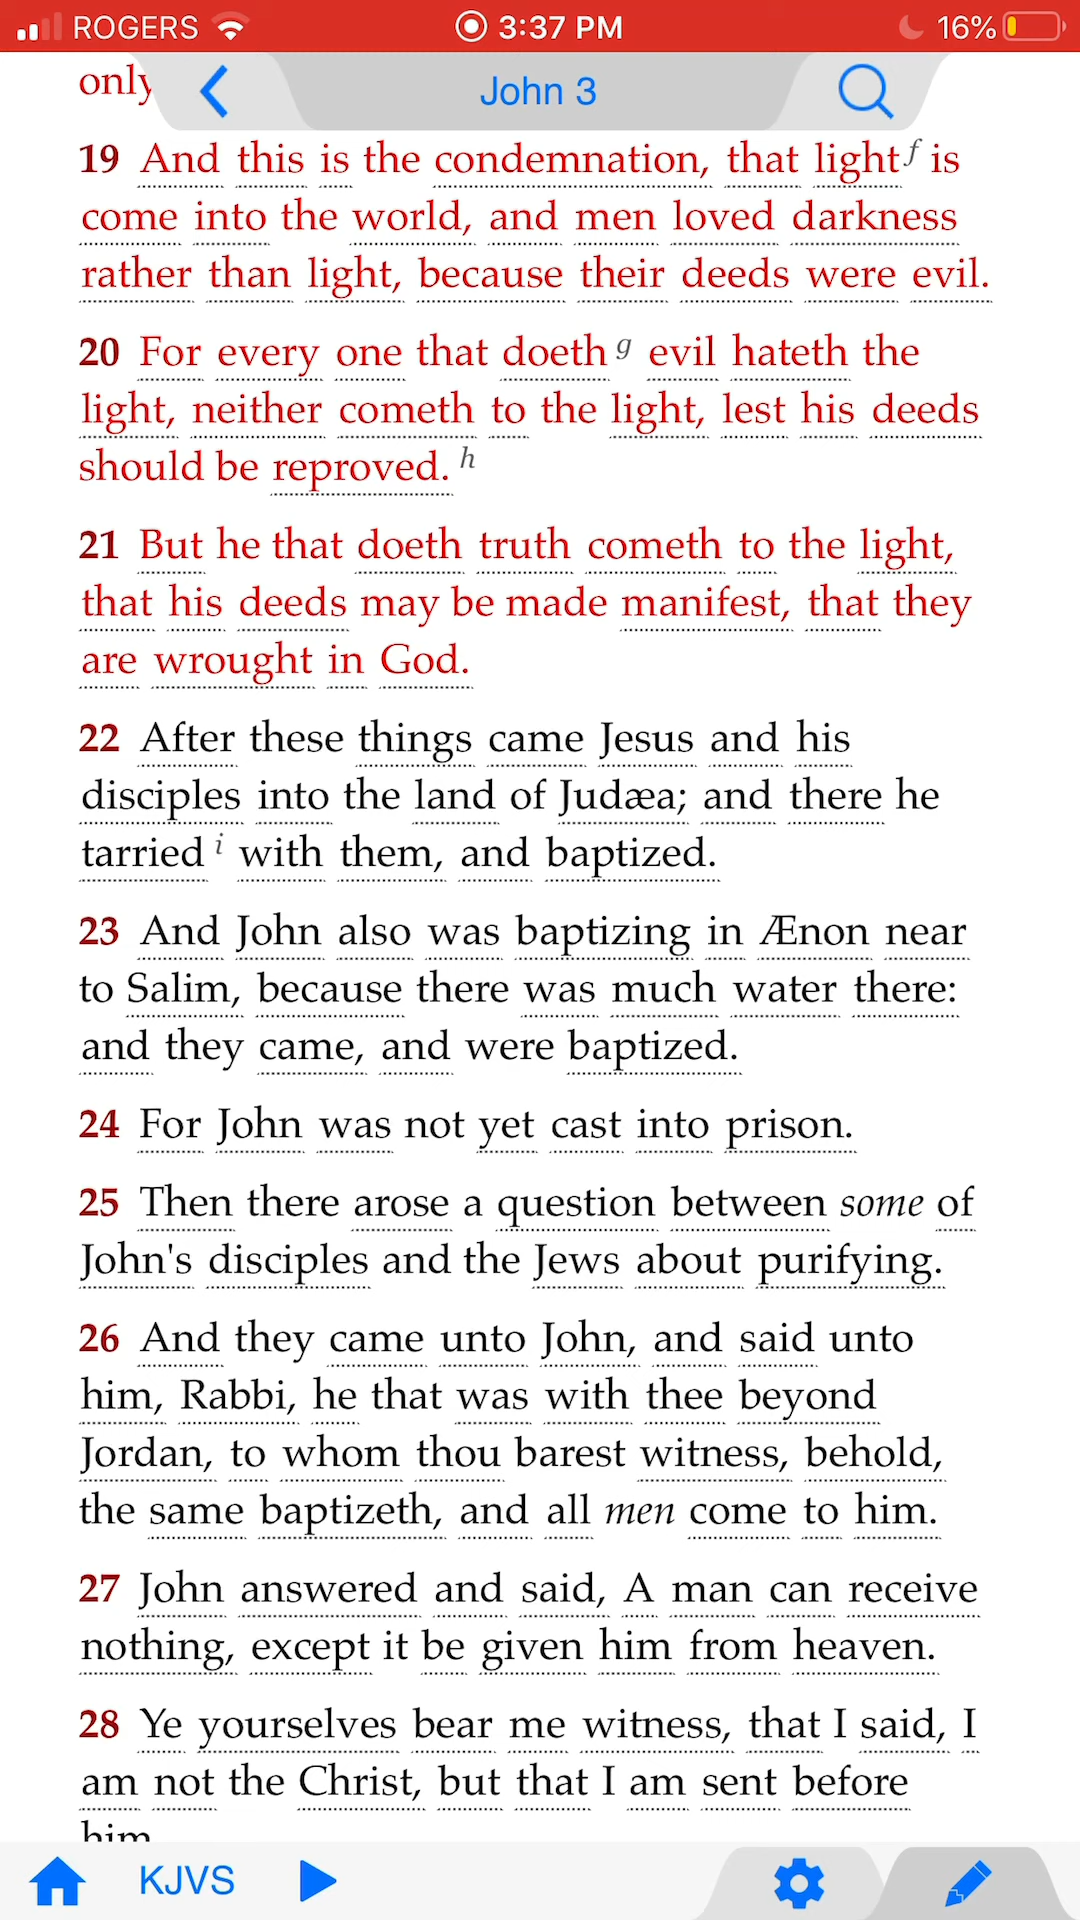 ROGERS 3:37 PM 16%
only
John 3
19 And this is the condemnation, that light f is
come into the world, and men loved darkness
rather than light, because their deeds were evil.
20 For every one that doeth g evil hateth the
light, neither cometh to the light, lest his deeds
should be reproved. h
21 But he that doeth truth cometh to the light,
that his deeds may be made manifest, that they
are wrought in God.
22 After these things came Jesus and his
disciples into the land of Judæa; and there he
tarried i with them, and baptized.
23 And John also was baptizing in Ænon near
to Salim, because there was much water there:
and they came, and were baptized.
24 For John was not yet cast into prison.
25 Then there arose a question between some of
John's disciples and the Jews about purifying.
26 And they came unto John, and said unto
him, Rabbi, he that was with thee beyond
Jordan, to whom thou barest witness, behold,
the same baptizeth, and all men come to him.
27 John answered and said, A man can receive
nothing, except it be given him from heaven.
28 Ye yourselves bear me witness, that I said, I
am not the Christ, but that I am sent before
him
KJVS